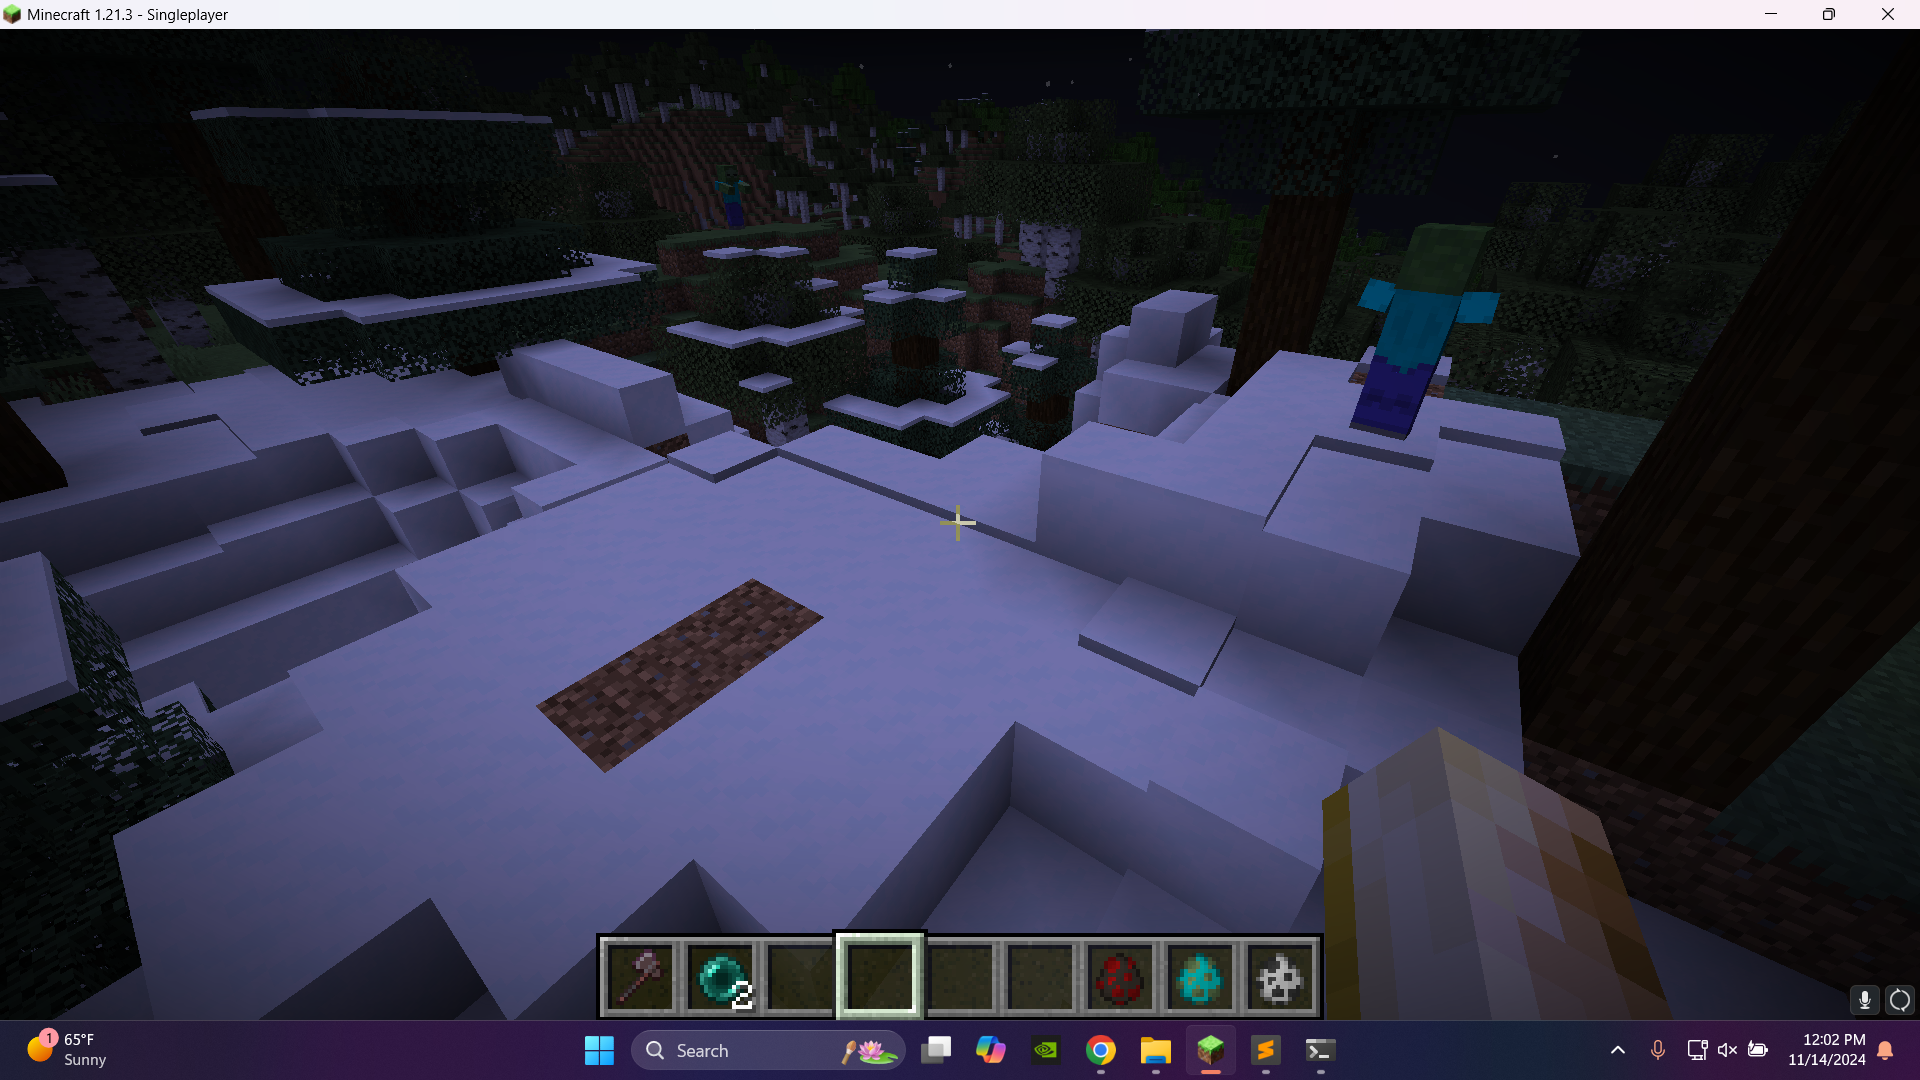 Minecraft 1.21.3 - Singleplayer
2
1
65°F
Sunny
Search
12:02 PM
11/14/2024